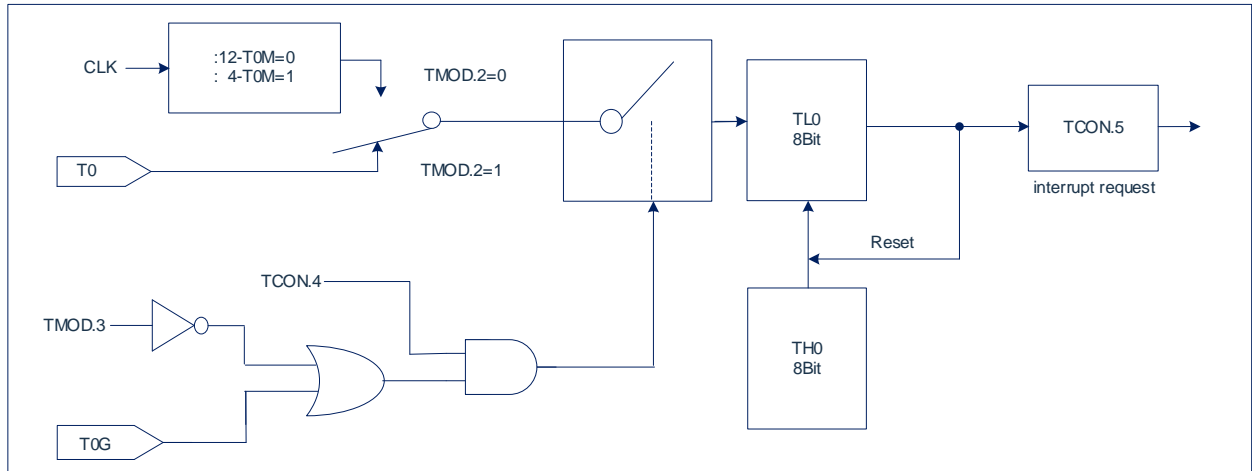 :12-T0M=0
: 4-T0M=1
CLK
TMOD.2=0
T0
TMOD.2=1
TL0
8Bit
TCON.5
interrupt request
Reset
TCON.4
TMOD.3
TH0
8Bit
T0G